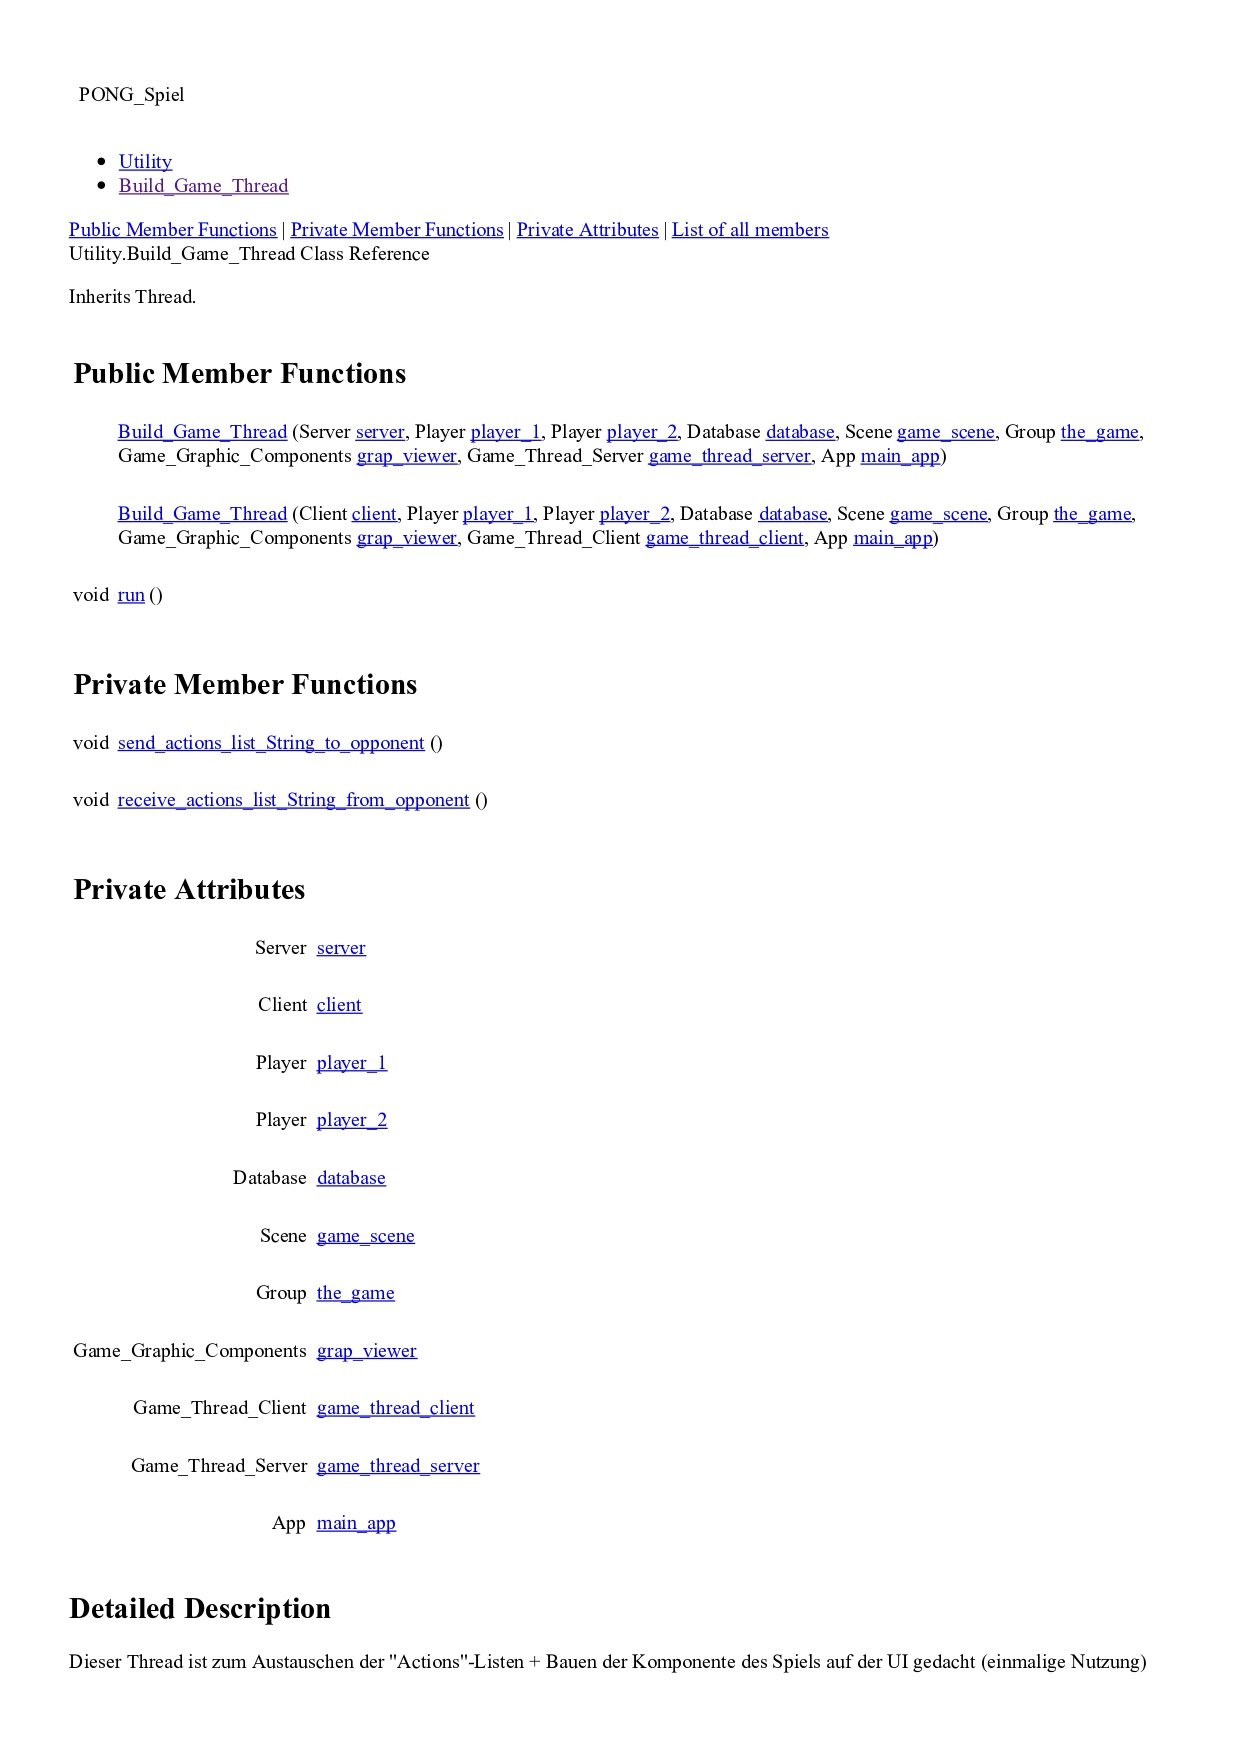 PONG_Spiel
• Utility
• Build_Game_Thread
Public Member Functions | Private Member Functions | Private Attributes | List of all members
Utility.Build_Game_Thread Class Reference
Inherits Thread.
Public Member Functions
Build_Game_Thread (Server server, Player player_1, Player player_2, Database database, Scene game_scene, Group the_game,
Game_Graphic_Components grap_viewer, Game_Thread_Server game_thread_server, App main_app)
Build_Game_Thread (Client client, Player player_1, Player player_2, Database database, Scene game_scene, Group the_game,
Game_Graphic_Components grap_viewer, Game_Thread_Client game_thread_client, App main_app)
void run ()
Private Member Functions
void send_actions_list_String_to_opponent ()
void receive_actions_list_String_from_opponent ()
Private Attributes
Server server
Client client
Player player_1
Player player_2
Database database
Scene game_scene
Group the_game
Game_Graphic_Components grap_viewer
Game_Thread_Client game_thread_client
Game_Thread_Server game_thread_server
App main_app
Detailed Description
Dieser Thread ist zum Austauschen der "Actions"-Listen + Bauen der Komponente des Spiels auf der UI gedacht (einmalige Nutzung)